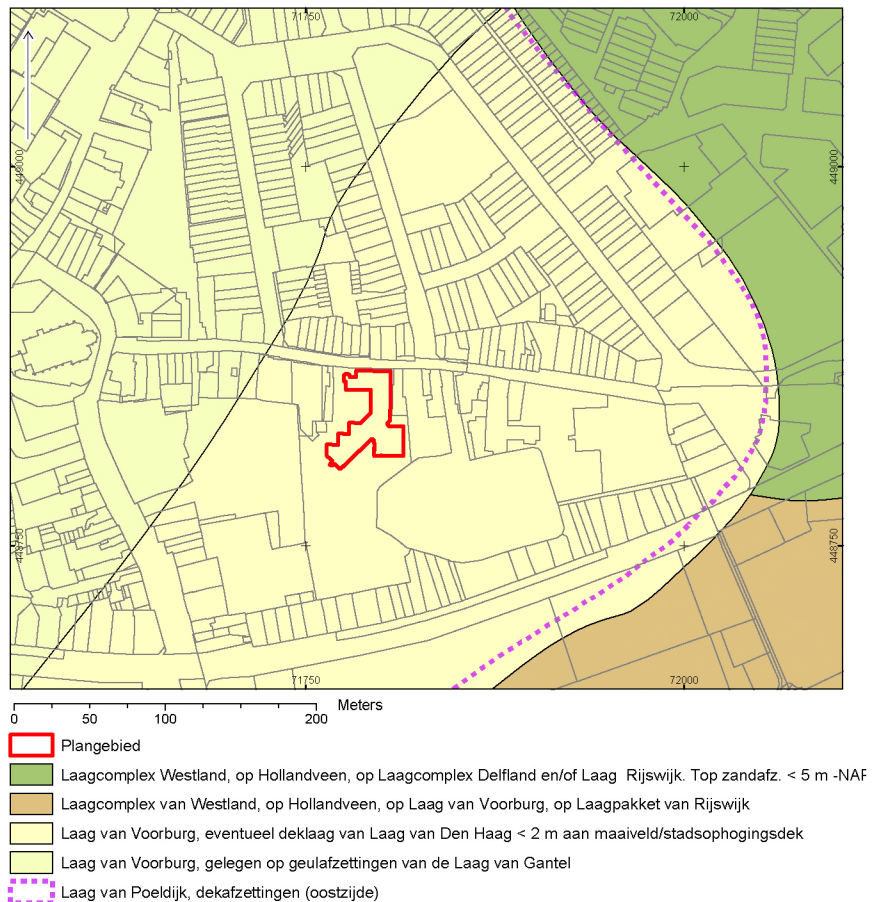 71750
72000
449000
449000
448750
448750
71750
72000
0 50 100 200 Meters
Plangebied
Laagcomplex Westland, op Hollandveen, op Laagcomplex Delfland en/of Laag Rijswijk. Top zandafz. < 5 m -NAF
Laagcomplex van Westland, op Hollandveen, op Laag van Voorburg, op Laagpakket van Rijswijk
Laag van Voorburg, eventueel deklaag van Laag van Den Haag < 2 m aan maaiveld/stadsophogingsdek
Laag van Voorburg, gelegen op geulafzettingen van de Laag van Gantel
Laag van Poeldijk, dekafzettingen (oostzijde)